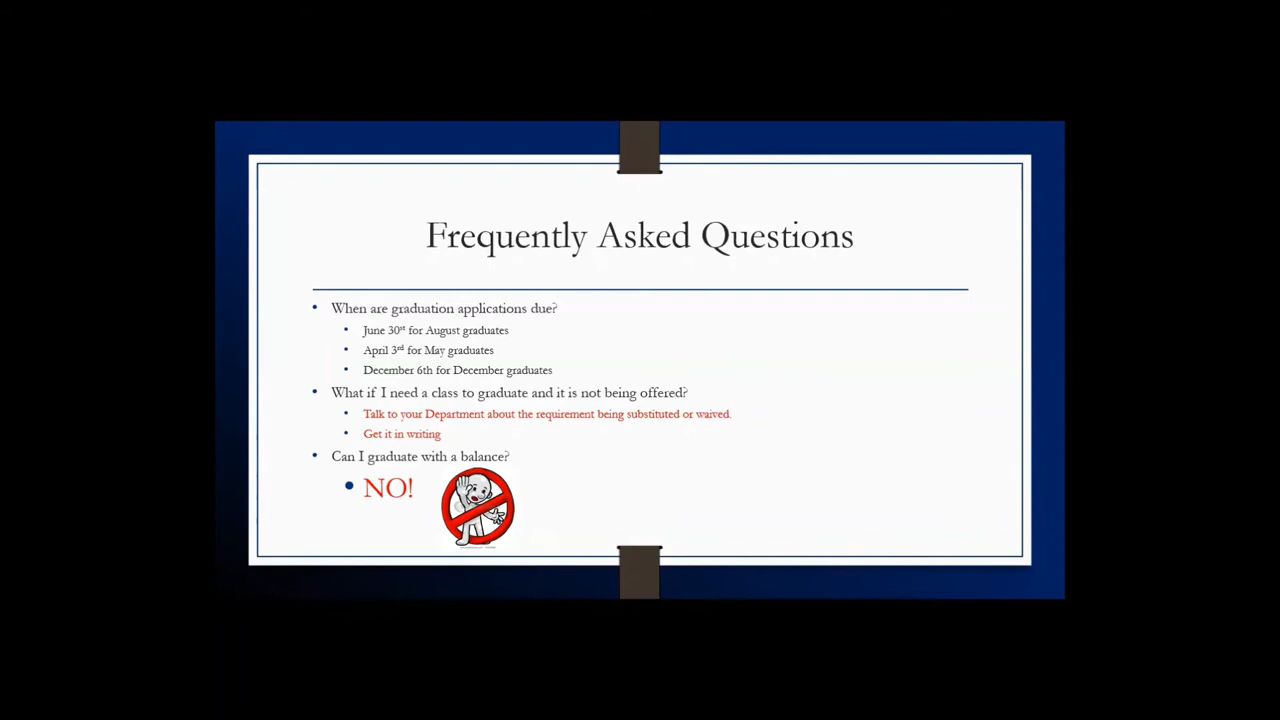 Frequently Asked Questions
• When are graduation applications due?
• June 30st for August graduates
• April 3rd for May graduates
• December 6th for December graduates
• What if I need a class to graduate and it is not being offered?
• Talk to your Department about the requirement being substituted or waived.
• Get it in writing
• Can I graduate with a balance?
• NO!